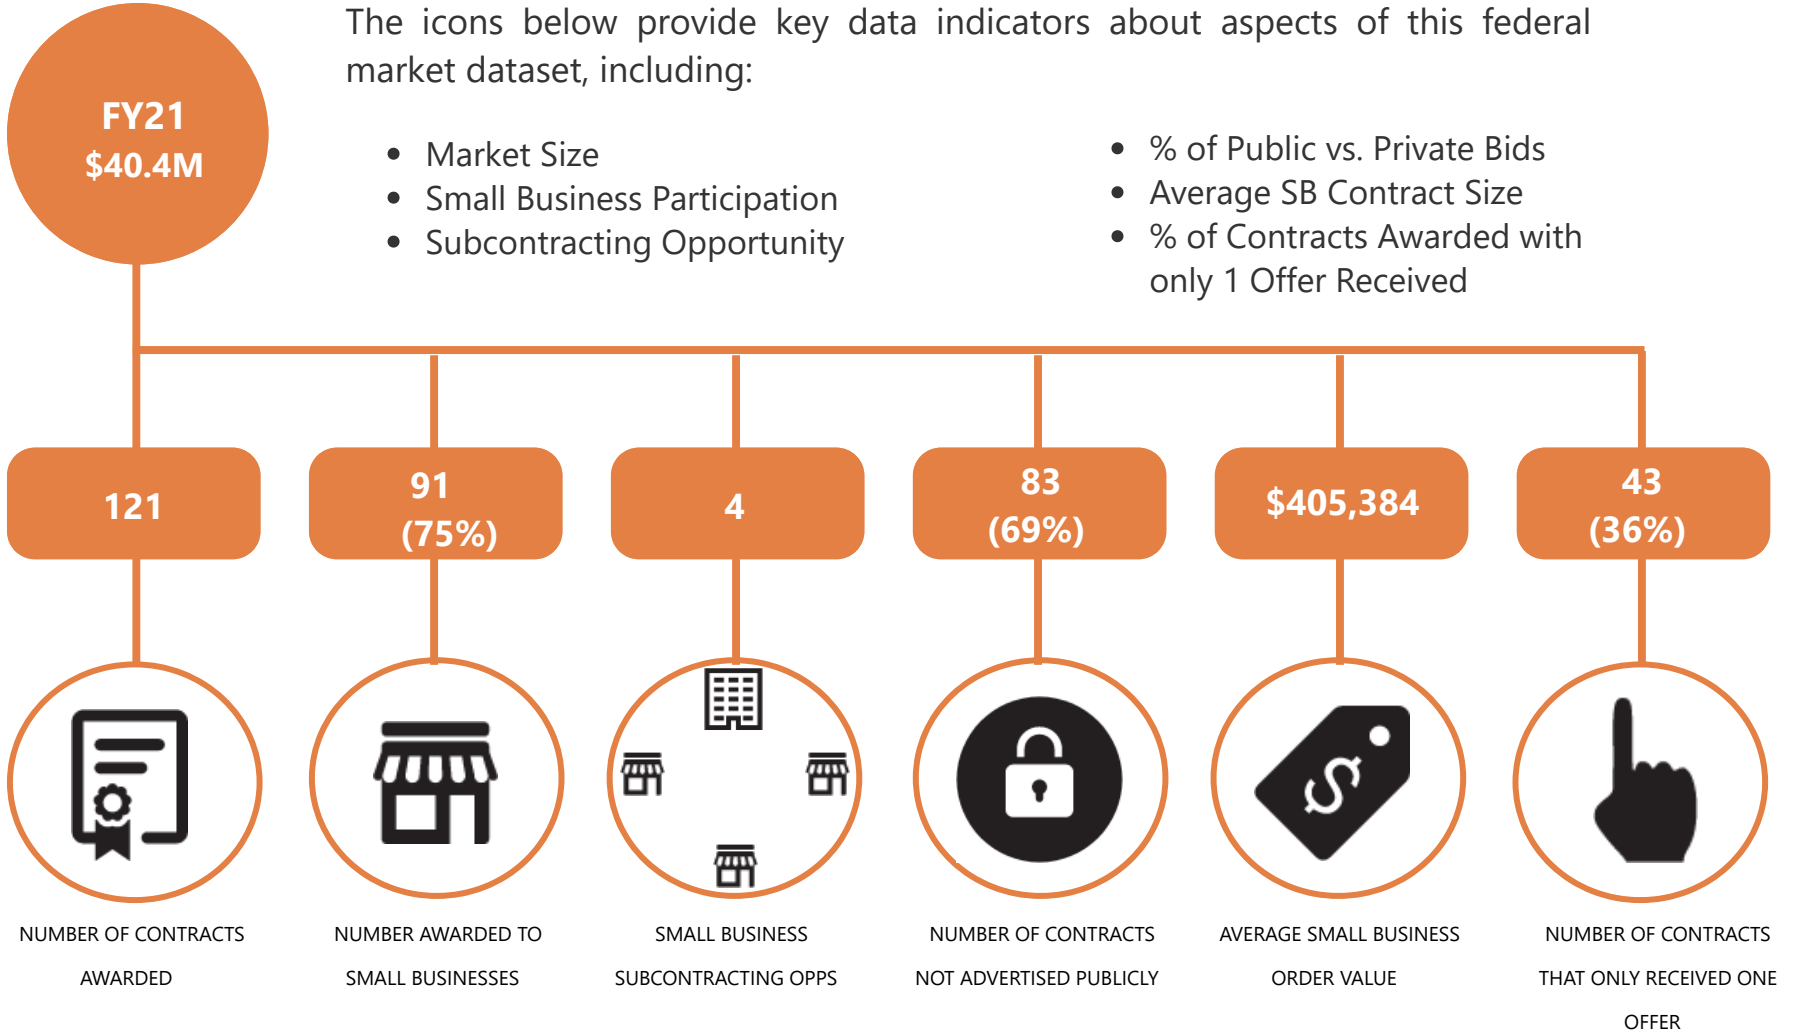 FY21
$40.4M
The icons below provide key data indicators about aspects of this federal
market dataset, including:
• Market Size
• Small Business Participation
• Subcontracting Opportunity
• % of Public vs. Private Bids
• Average SB Contract Size
• % of Contracts Awarded with
only 1 Offer Received
121
91
(75%)
4
83
(69%)
$405,384
43
(36%)
$
NUMBER OF CONTRACTS
AWARDED
NUMBER AWARDED TO
SMALL BUSINESSES
SMALL BUSINESS
SUBCONTRACTING OPPS
NUMBER OF CONTRACTS
NOT ADVERTISED PUBLICLY
AVERAGE SMALL BUSINESS
ORDER VALUE
NUMBER OF CONTRACTS
THAT ONLY RECEIVED ONE
OFFER